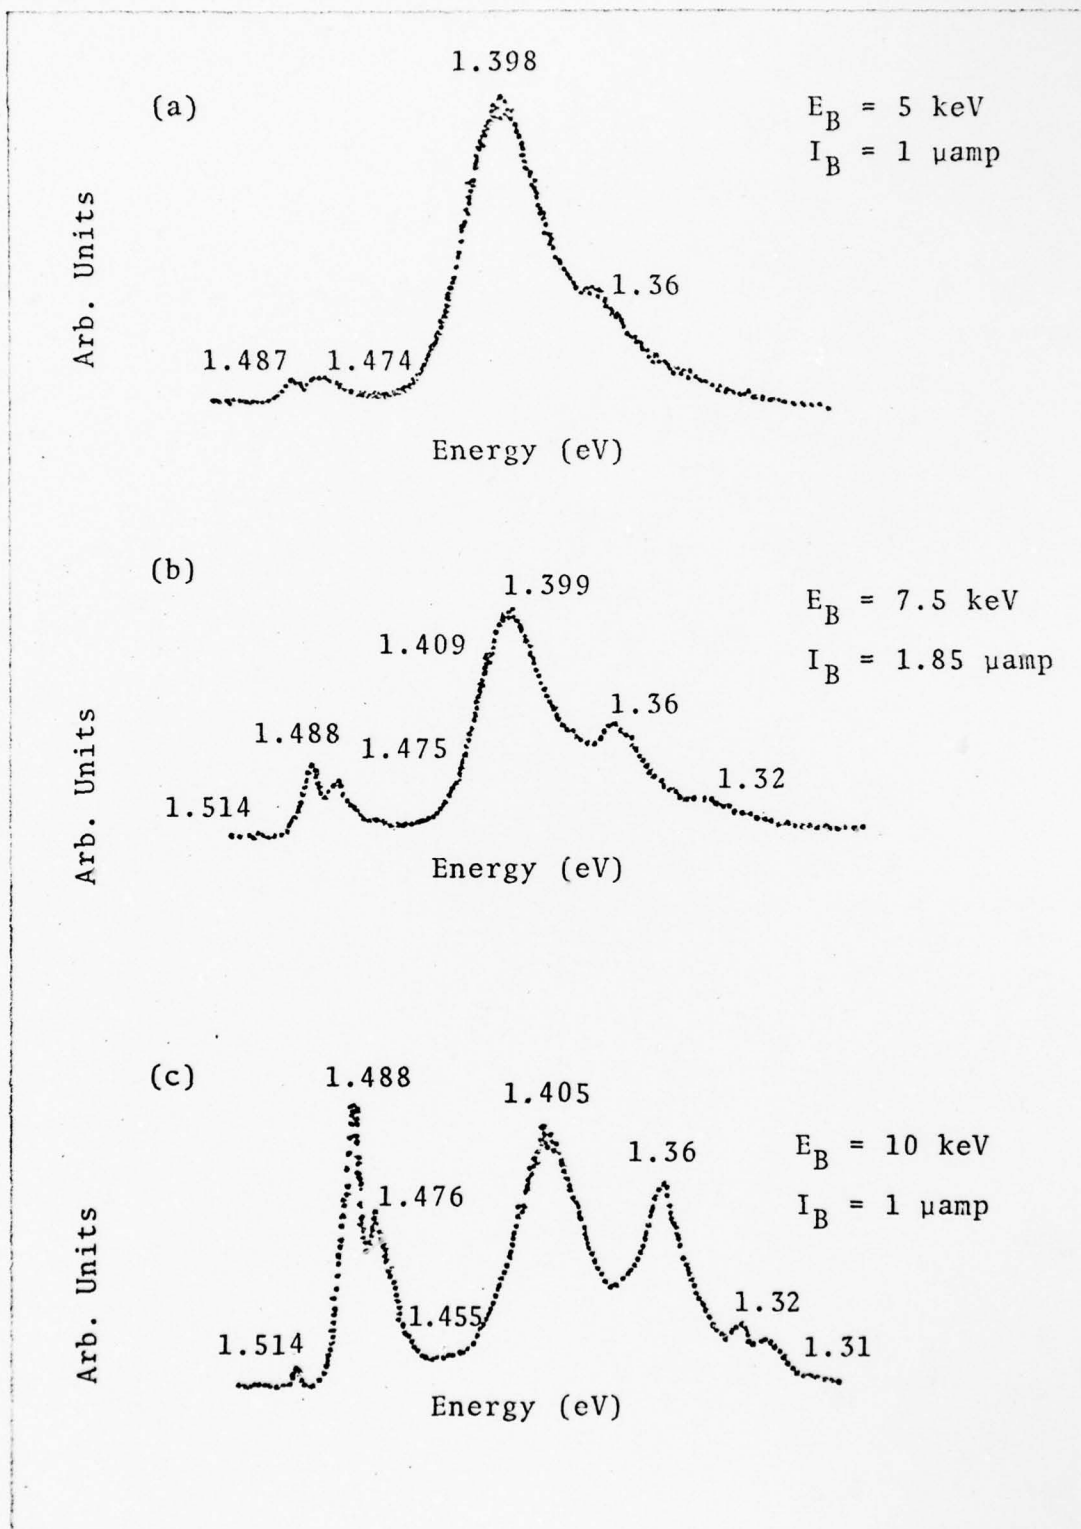 (a)
1.398
E_B = 5 keV
I_B = 1 µamp
Arb. Units
1.36
1.487 1.474
Energy (eV)
(b)
1.399
E_B = 7.5 keV
1.409
I_B = 1.85 µamp
1.36
1.488 1.475
1.32
1.514
Arb. Units
Energy (eV)
(c)
1.488
1.405
E_B = 10 keV
1.36
1.476
I_B = 1 µamp
Arb. Units
1.455
1.32
1.514
1.31
Energy (eV)